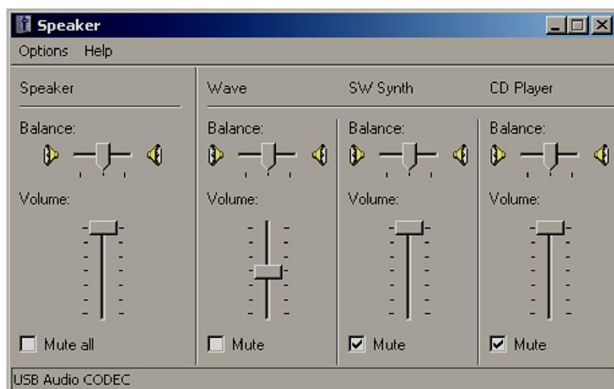 Speaker
Options Help
Speaker Wave SW Synth CD Player
Balance: Balance: Balance: Balance:
Volume: Volume: Volume: Volume:
Mute all Mute Mute Mute
USB Audio CODEC